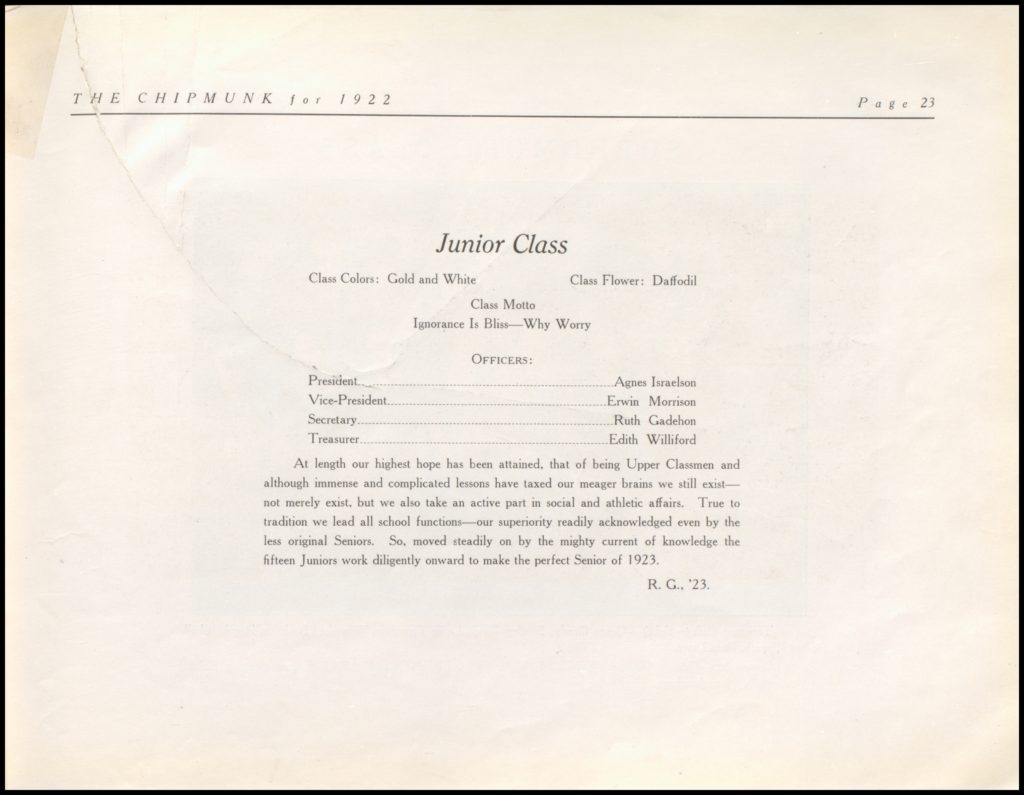 THE CHIPMUNK for 1922 Page 23
Junior Class
Class Colors: Gold and White Class Flower: Daffodil
Class Motto
Ignorance Is Bliss—Why Worry
OFFICERS:
President Agnes Israelson
Vice-President Erwin Morrison
Secretary Ruth Gadehon
Treasurer Edith Williford
At length our highest hope has been attained, that of being Upper Classmen and
although immense and complicated lessons have taxed our meager brains we still exist—
not merely exist, but we also take an active part in social and athletic affairs. True to
tradition we lead all school functions—our superiority readily acknowledged even by the
less original Seniors. So, moved steadily on by the mighty current of knowledge the
fifteen Juniors work diligently onward to make the perfect Senior of 1923.
R. G., '23.